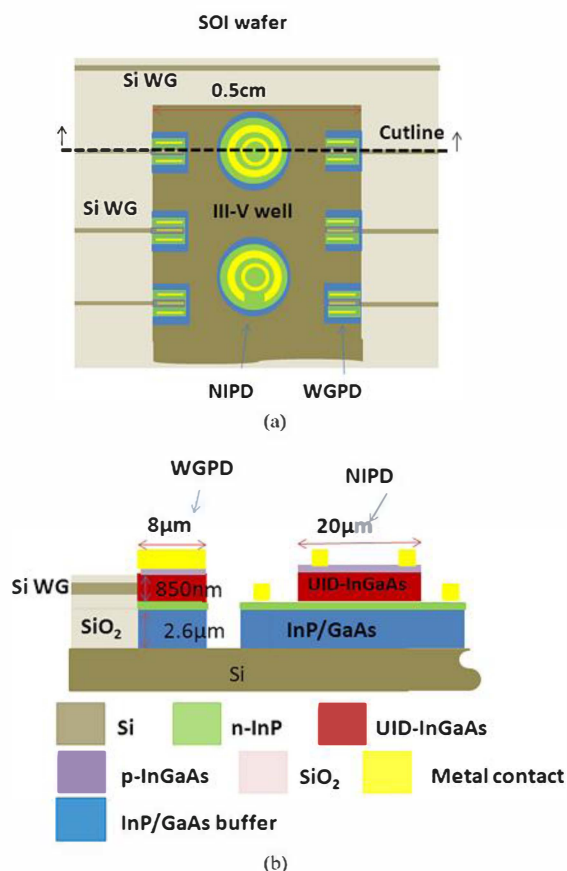 SOI wafer
Si WG
0.5cm
Cutline
Si WG
III-V well
NIPD
WGPD
(a)
WGPD
NIPD
8μm
20μm
Si WG
850nm
UID-InGaAs
SiO₂
2.6μm
InP/GaAs
Si
Si
n-InP
UID-InGaAs
p-InGaAs
SiO₂
Metal contact
InP/GaAs buffer
(b)